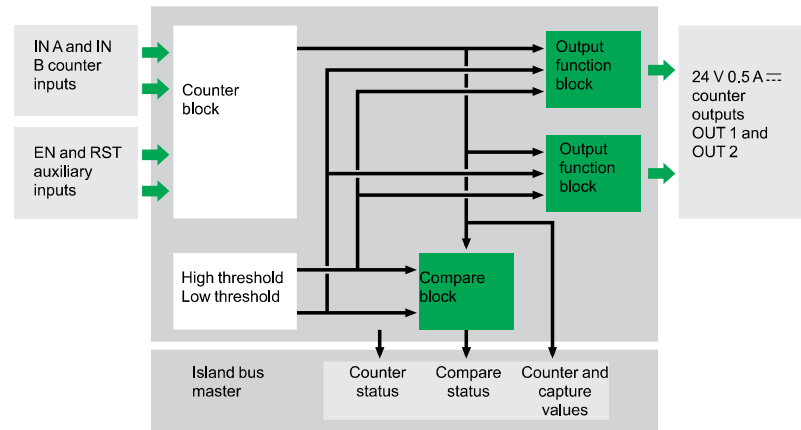 IN A and IN
B counter
inputs
EN and RST
auxiliary
inputs
Counter
block
High threshold
Low threshold
Output
function
block
Output
function
block
Compare
block
24 V 0.5 A ⎓
counter
outputs
OUT 1 and
OUT 2
Island bus
master
Counter
status
Compare
status
Counter and
capture
values